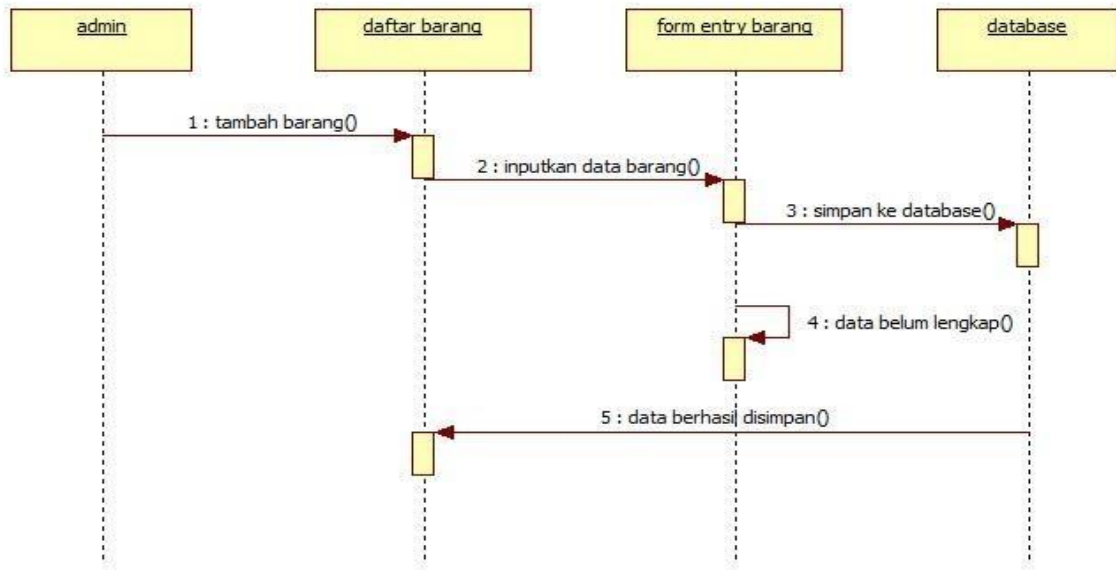 admin
daftar barang
form entry barang
database
1 : tambah barang()
2 : inputkan data barang()
3 : simpan ke database()
4 : data belum lengkap()
5 : data berhasil disimpan()